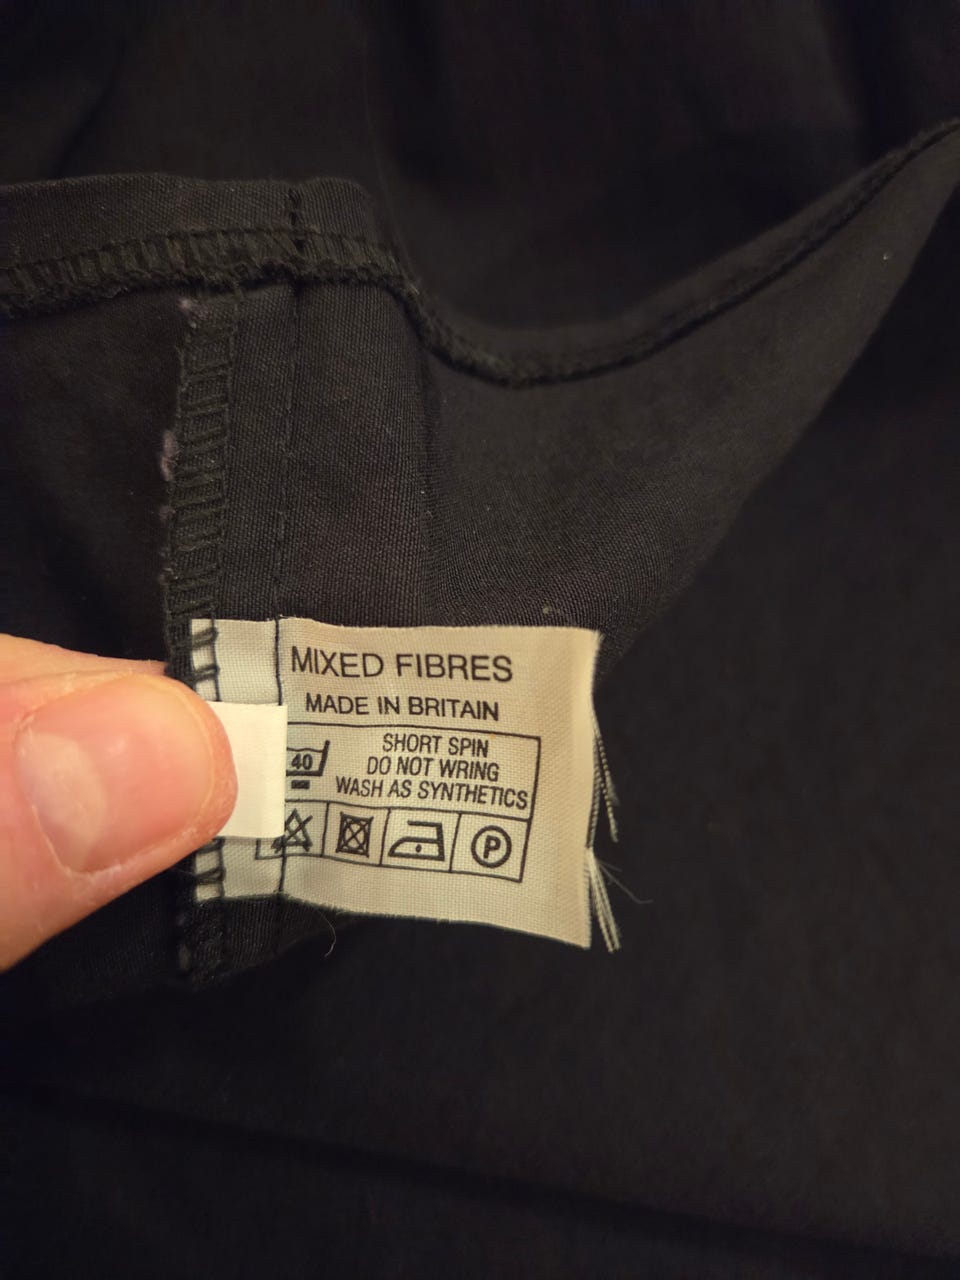 MIXED FIBRES
MADE IN BRITAIN
SHORT SPIN
40
DO NOT WRING
WASH AS SYNTHETICS
P